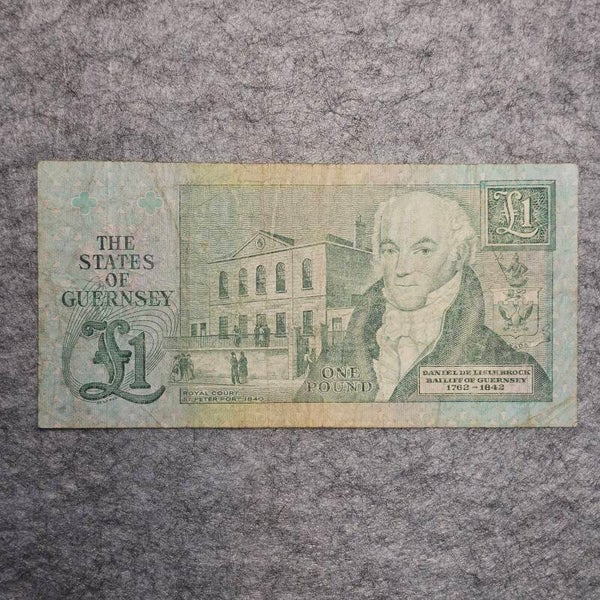 THE
STATES
OF
GUERNSEY
£1
ROYAL COURT
ST PETER PORT 1840
ONE
POUND
£1
DANIEL DE LISLE BROCK
BAILIFF OF GUERNSEY
1762-1842